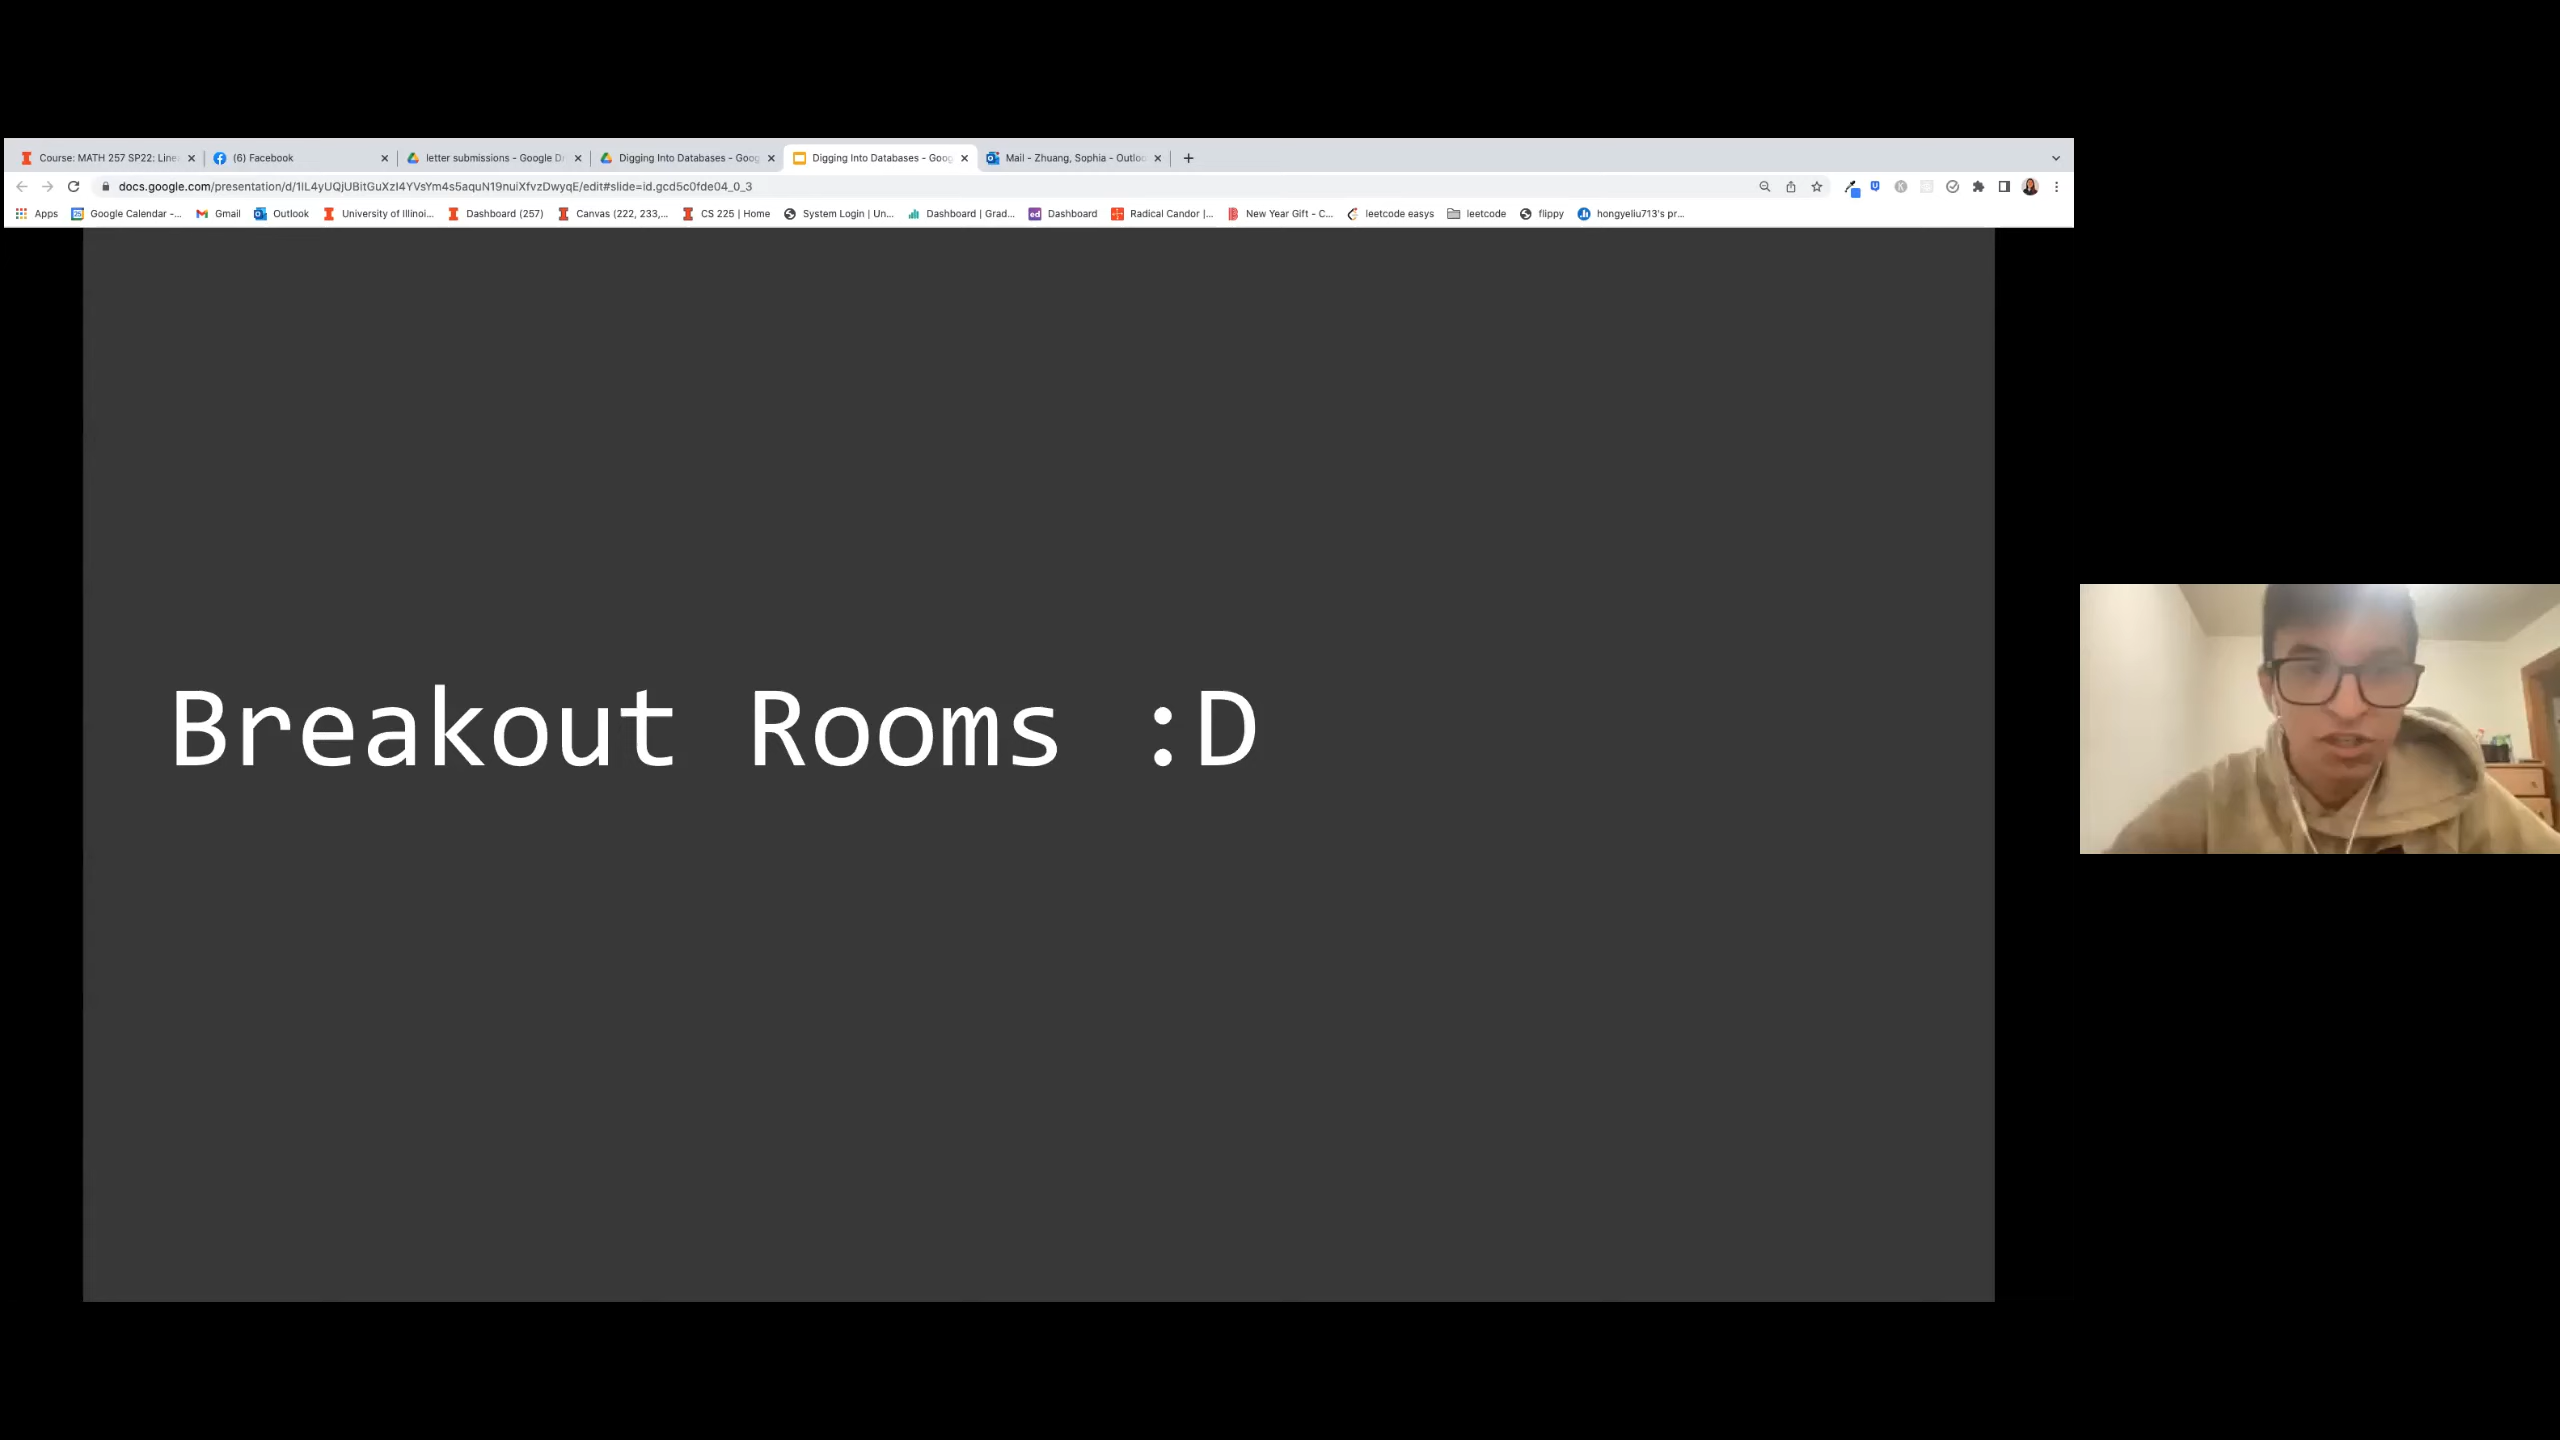 Course: MATH 257 SP22: Line
(6) Facebook
letter submissions - Google D
Digging Into Databases - Goog
Digging Into Databases - Goog
Mail - Zhuang, Sophia - Outloo
docs.google.com/presentation/d/1IL4yUQjUBitGuXzI4YVsYm4s5aquN19nuiXfvzDwyqE/edit#slide=id.gcd5c0fde04_0_3
Apps
Google Calendar -...
Gmail
Outlook
University of Illinoi...
Dashboard (257)
Canvas (222, 233,...
CS 225 | Home
System Login | Un...
Dashboard | Grad...
ed Dashboard
Radical Candor |...
New Year Gift - C...
leetcode easys
leetcode
flippy
hongyeliu713's pr...
Breakout Rooms :D